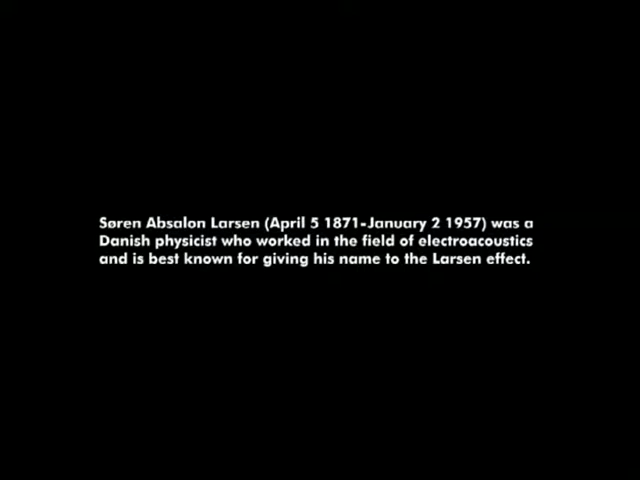 Søren Absalon Larsen (April 5 1871-January 2 1957) was a
Danish physicist who worked in the field of electroacoustics
and is best known for giving his name to the Larsen effect.